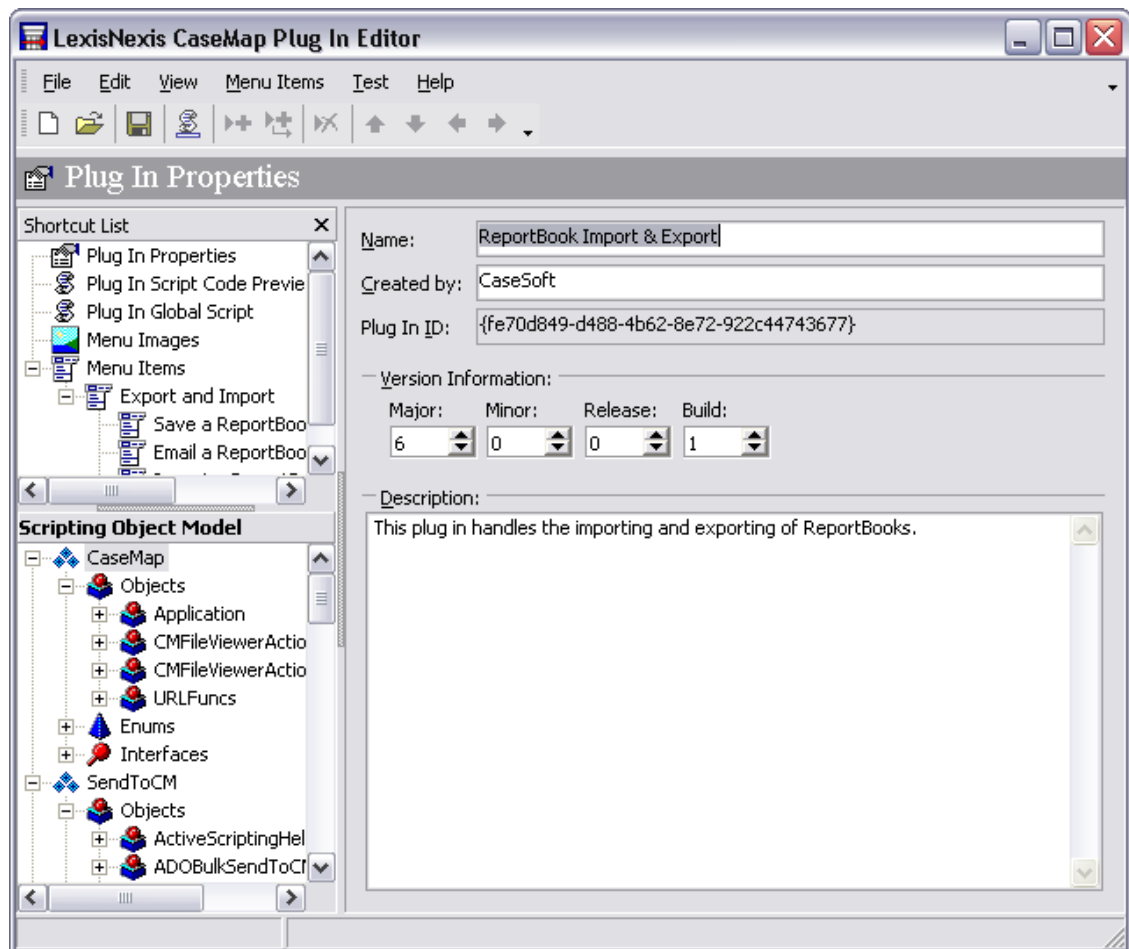 LexisNexis CaseMap Plug In Editor
File Edit View Menu Items Test Help
Plug In Properties
Shortcut List
Plug In Properties
Plug In Script Code Previe
Plug In Global Script
Menu Images
Menu Items
Export and Import
Save a ReportBoo
Email a ReportBoo
Scripting Object Model
CaseMap
Objects
Application
CMFileViewerActio
CMFileViewerActio
URLFuncs
Enums
Interfaces
SendToCM
Objects
ActiveScriptingHel
ADOBulkSendToCM
Name: ReportBook Import & Export
Created by: CaseSoft
Plug In ID: {fe70d849-d488-4b62-8e72-922c44743677}
Version Information:
Major: Minor: Release: Build:
6 0 0 1
Description:
This plug in handles the importing and exporting of ReportBooks.